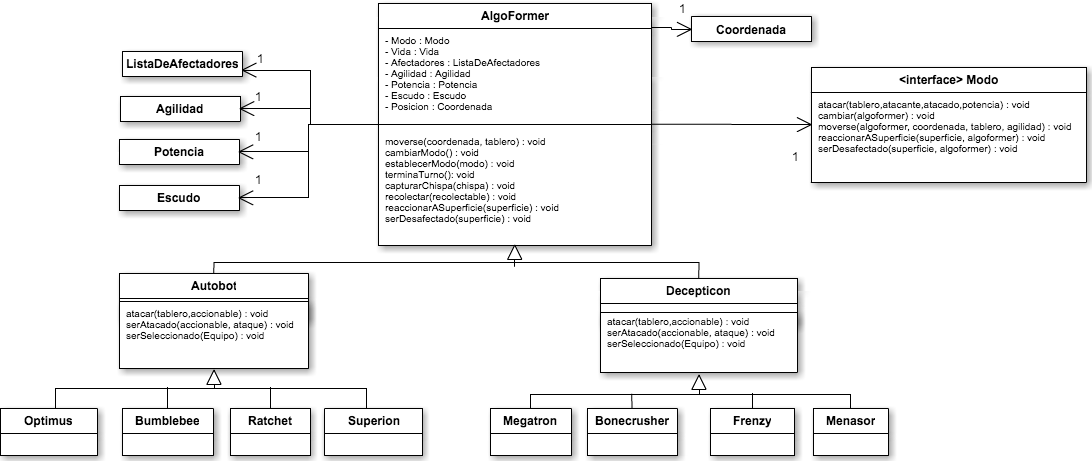 AlgoFormer
- Modo : Modo
- Vida : Vida
- Afectadores : ListaDeAfectadores
- Agilidad : Agilidad
- Potencia : Potencia
- Escudo : Escudo
- Posicion : Coordenada
moverse(coordenada, tablero) : void
cambiarModo() : void
establecerModo(modo) : void
terminaTurno(): void
capturarChispa(chispa) : void
recolectar(recolectable) : void
reaccionarASuperficie(superficie) : void
serDesafectado(superficie) : void
1
Coordenada
ListaDeAfectadores
1
Agilidad
1
Potencia
1
Escudo
1
<interface> Modo
atacar(tablero,atacante,atacado,potencia) : void
cambiar(algoformer) : void
moverse(algoformer, coordenada, tablero, agilidad) : void
reaccionarASuperficie(superficie, algoformer) : void
serDesafectado(superficie, algoformer) : void
1
Autobot
atacar(tablero,accionable) : void
serAtacado(accionable, ataque) : void
serSeleccionado(Equipo) : void
Decepticon
atacar(tablero,accionable) : void
serAtacado(accionable, ataque) : void
serSeleccionado(Equipo) : void
Optimus
Bumblebee
Ratchet
Superion
Megatron
Bonecrusher
Frenzy
Menasor